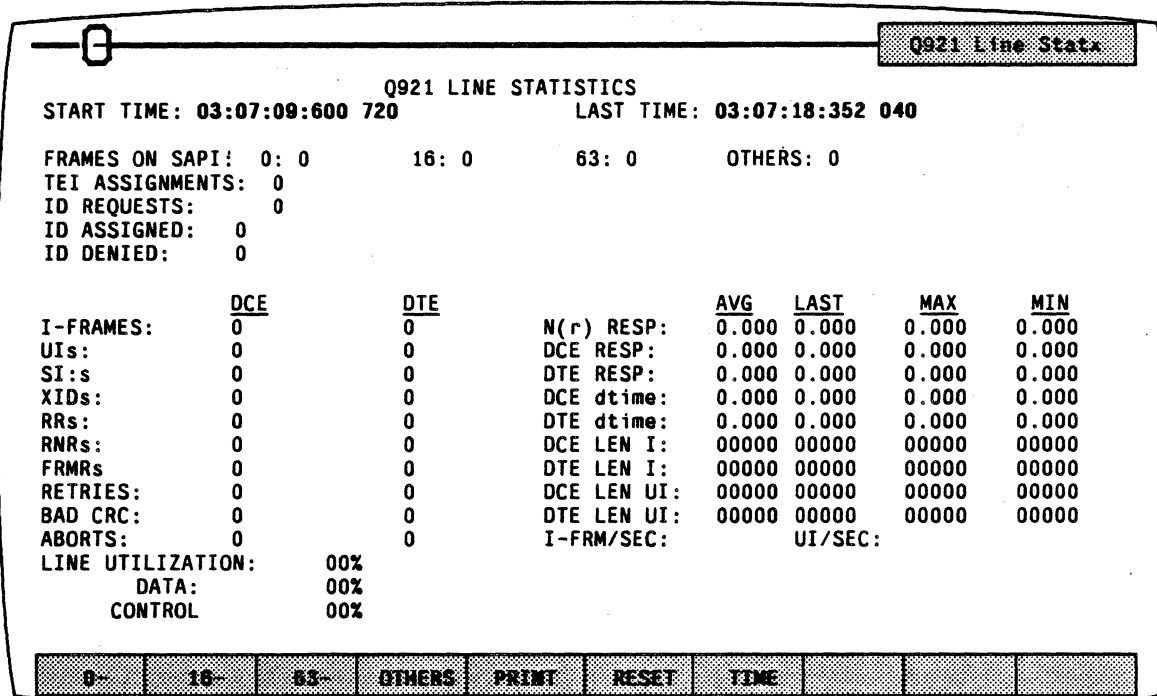 Q921 Line Statx
Q921 LINE STATISTICS
START TIME: 03:07:09:600 720 LAST TIME: 03:07:18:352 040
FRAMES ON SAPI: 0: 0 16: 0 63: 0 OTHERS: 0
TEI ASSIGNMENTS: 0
ID REQUESTS: 0
ID ASSIGNED: 0
ID DENIED: 0
DCE DTE AVG LAST MAX MIN
I-FRAMES: 0 0 N(r) RESP: 0.000 0.000 0.000 0.000
UIs: 0 0 DCE RESP: 0.000 0.000 0.000 0.000
SI:s 0 0 DTE RESP: 0.000 0.000 0.000 0.000
XIDs: 0 0 DCE dtime: 0.000 0.000 0.000 0.000
RRs: 0 0 DTE dtime: 0.000 0.000 0.000 0.000
RNRs: 0 0 DCE LEN I: 00000 00000 00000 00000
FRMRs 0 0 DTE LEN I: 00000 00000 00000 00000
RETRIES: 0 0 DCE LEN UI: 00000 00000 00000 00000
BAD CRC: 0 0 DTE LEN UI: 00000 00000 00000 00000
ABORTS: 0 0 I-FRM/SEC: UI/SEC:
LINE UTILIZATION: 00%
DATA: 00%
CONTROL 00%
0- 16- 63- OTHERS PRINT RESET TIME